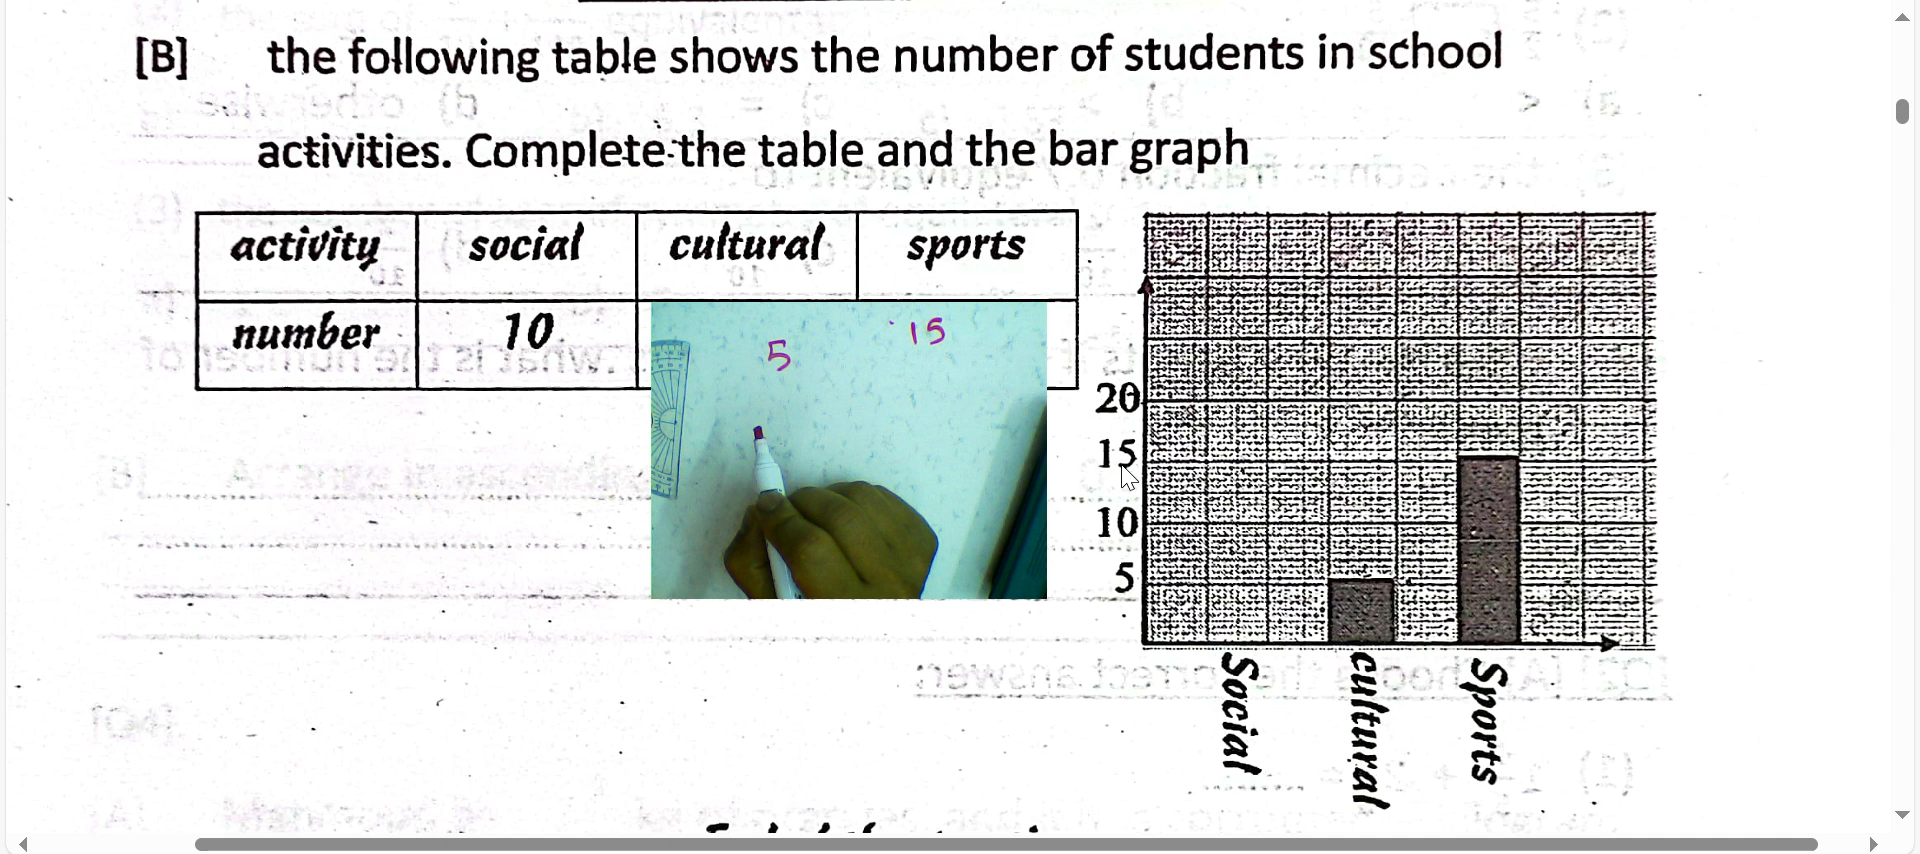 [B] the following table shows the number of students in school
activities. Complete the table and the bar graph
activity social cultural sports
number 10 5 15
20
15
10
5
Social cultural Sports